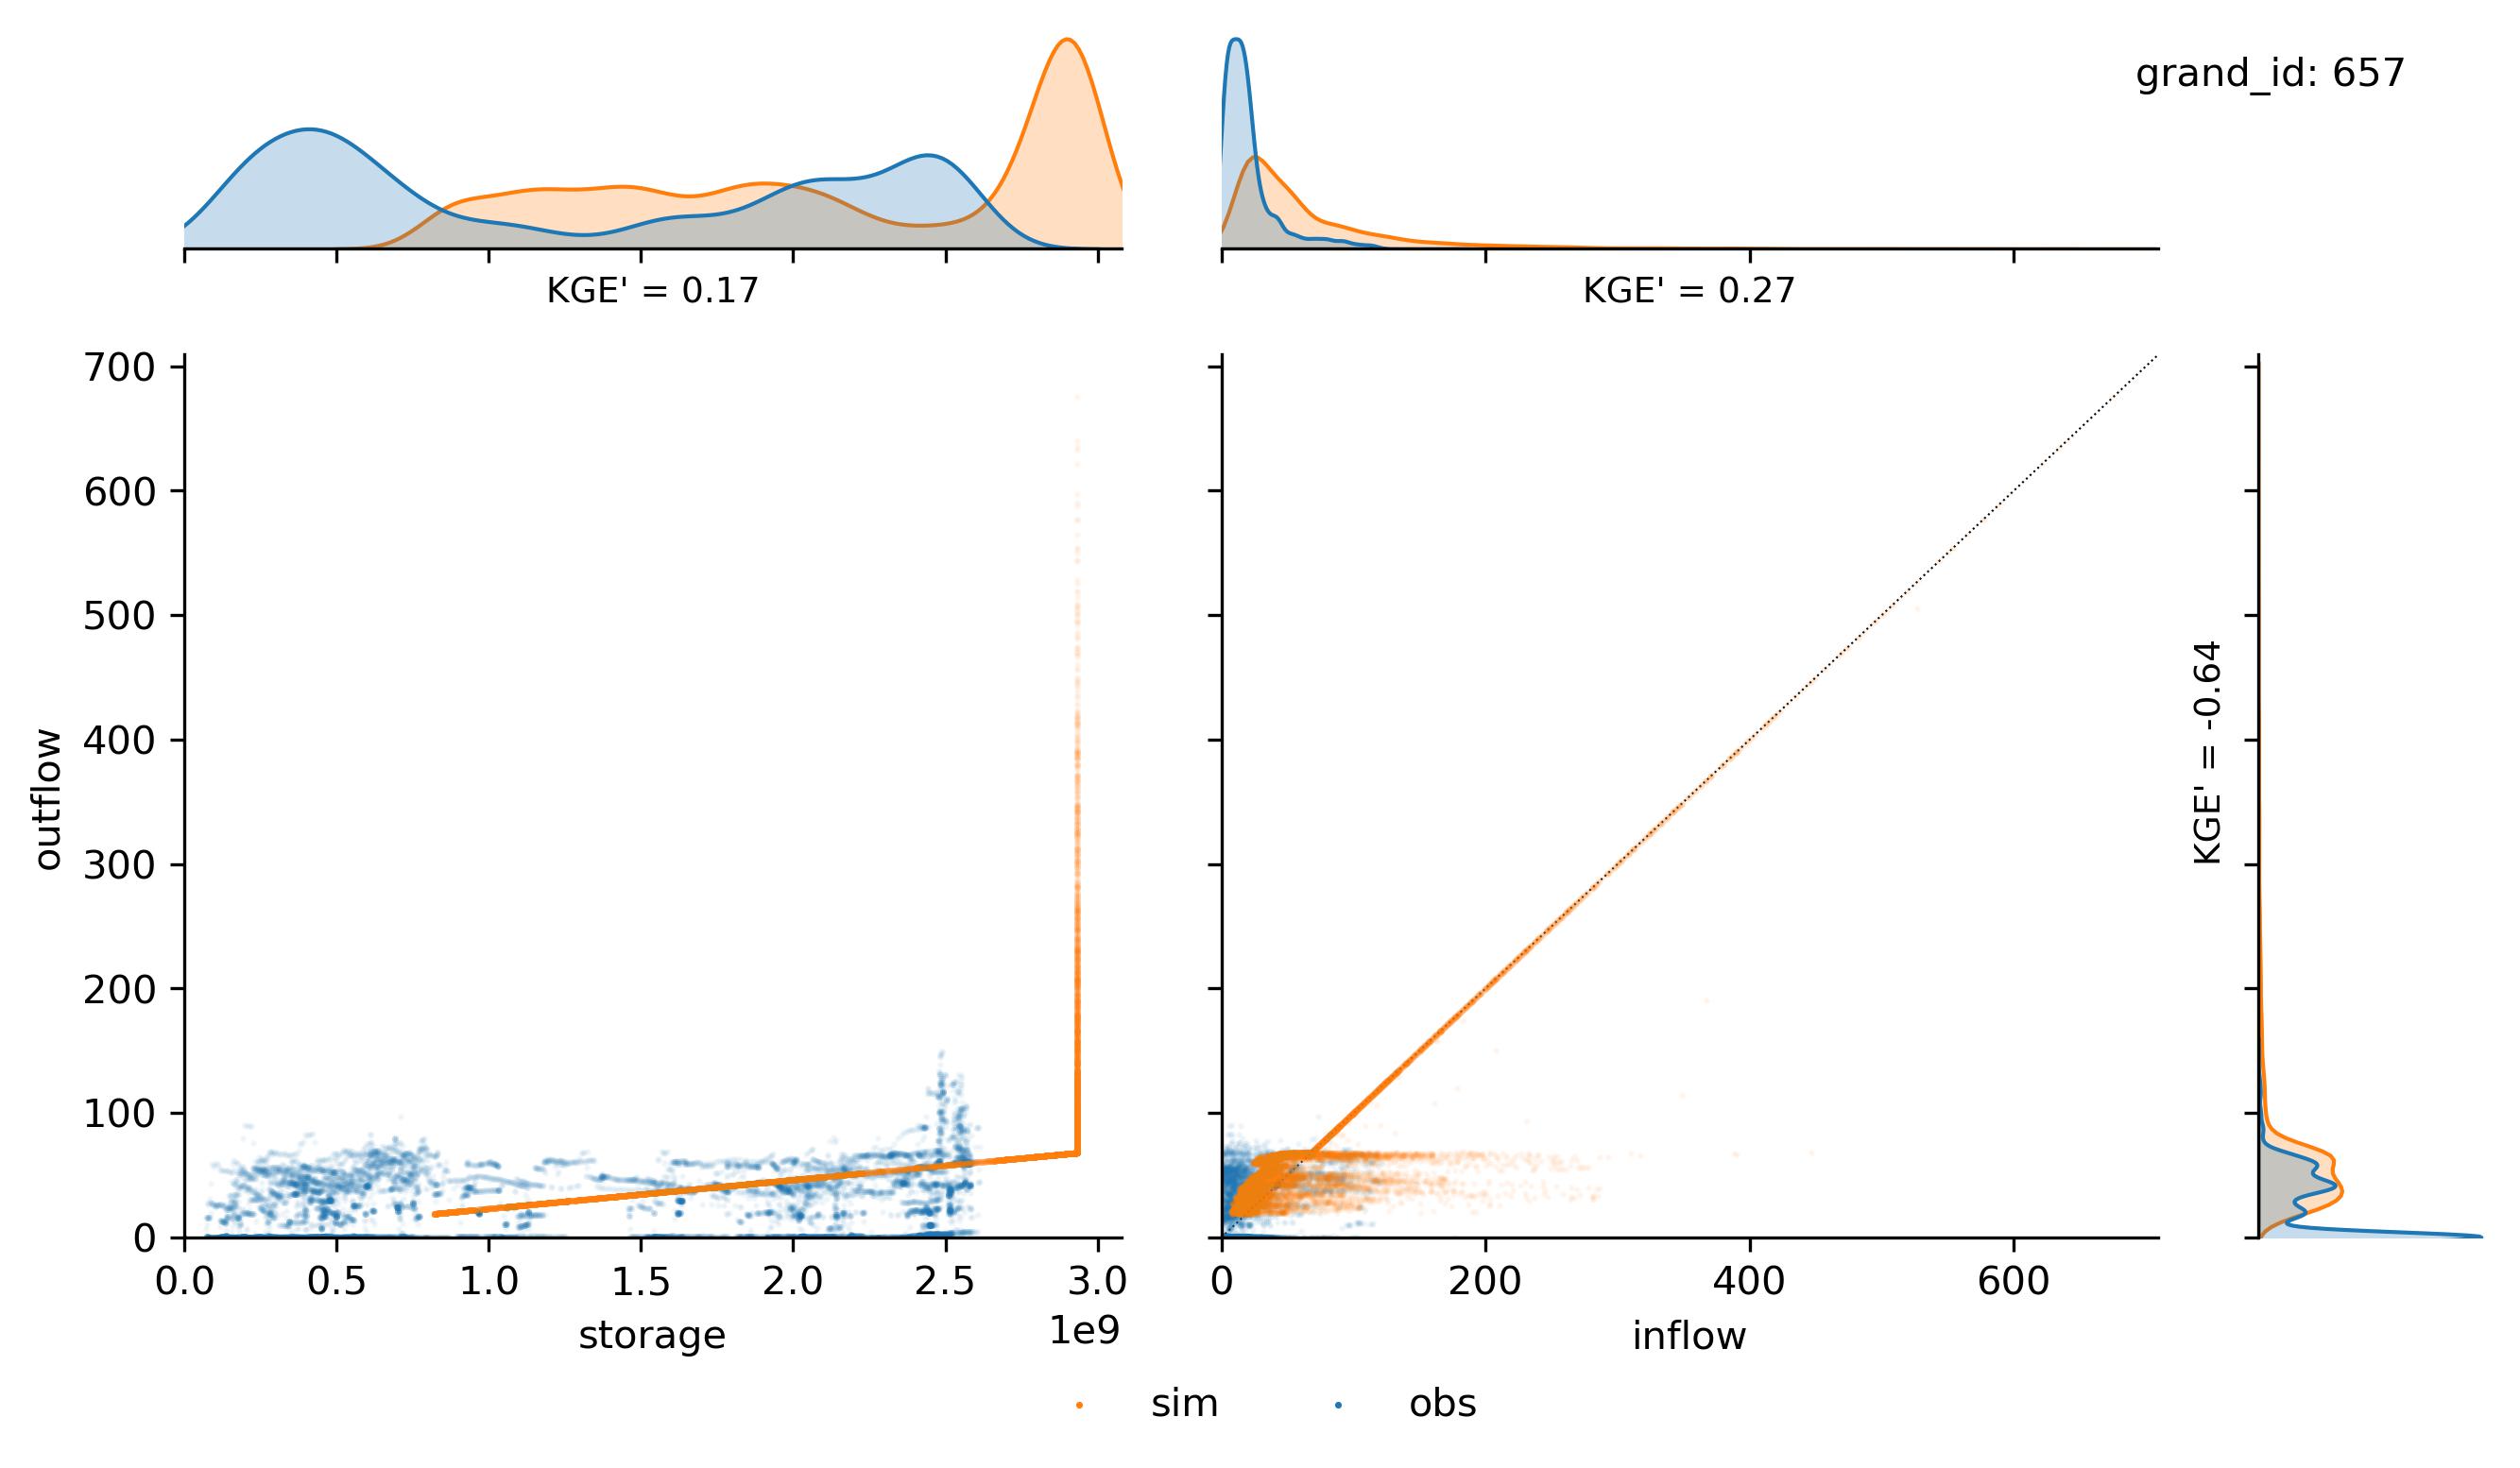 grand_id: 657
KGE' = 0.17
KGE' = 0.27
700
600
500
400
300
200
100
0
outflow
0.0 0.5 1.0 1.5 2.0 2.5 3.0
1e9
storage
0 200 400 600
inflow
KGE' = -0.64
sim obs